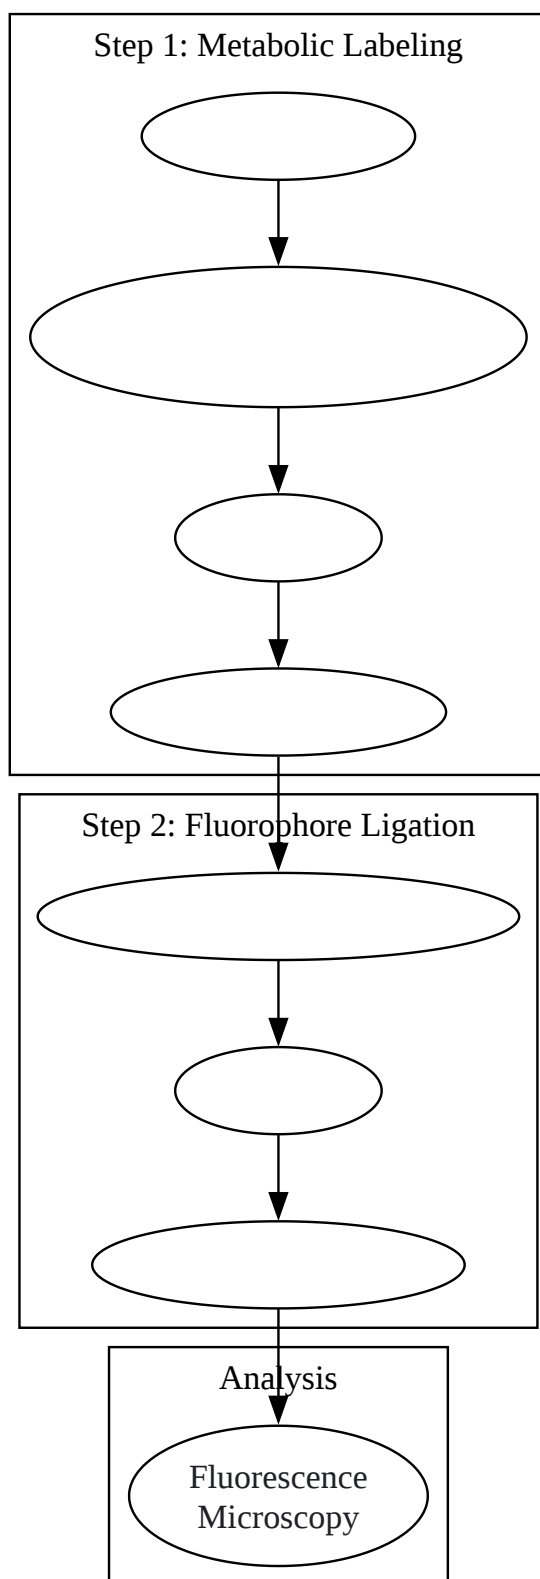 Step 1: Metabolic Labeling
Step 2: Fluorophore Ligation
Analysis
Fluorescence
Microscopy